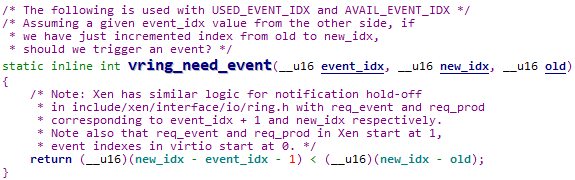 /* The following is used with USED_EVENT_IDX and AVAIL_EVENT_IDX */
/* Assuming a given event_idx value from the other side, if
 * we have just incremented index from old to new_idx,
 * should we trigger an event? */
static inline int vring_need_event(__u16 event_idx, __u16 new_idx, __u16 old)
{
    /* Note: Xen has similar logic for notification hold-off
     * in include/xen/interface/io/ring.h with req_event and req_prod
     * corresponding to event_idx + 1 and new_idx respectively.
     * Note also that req_event and req_prod in Xen start at 1,
     * event indexes in virtio start at 0. */
    return (__u16)(new_idx - event_idx - 1) < (__u16)(new_idx - old);
}